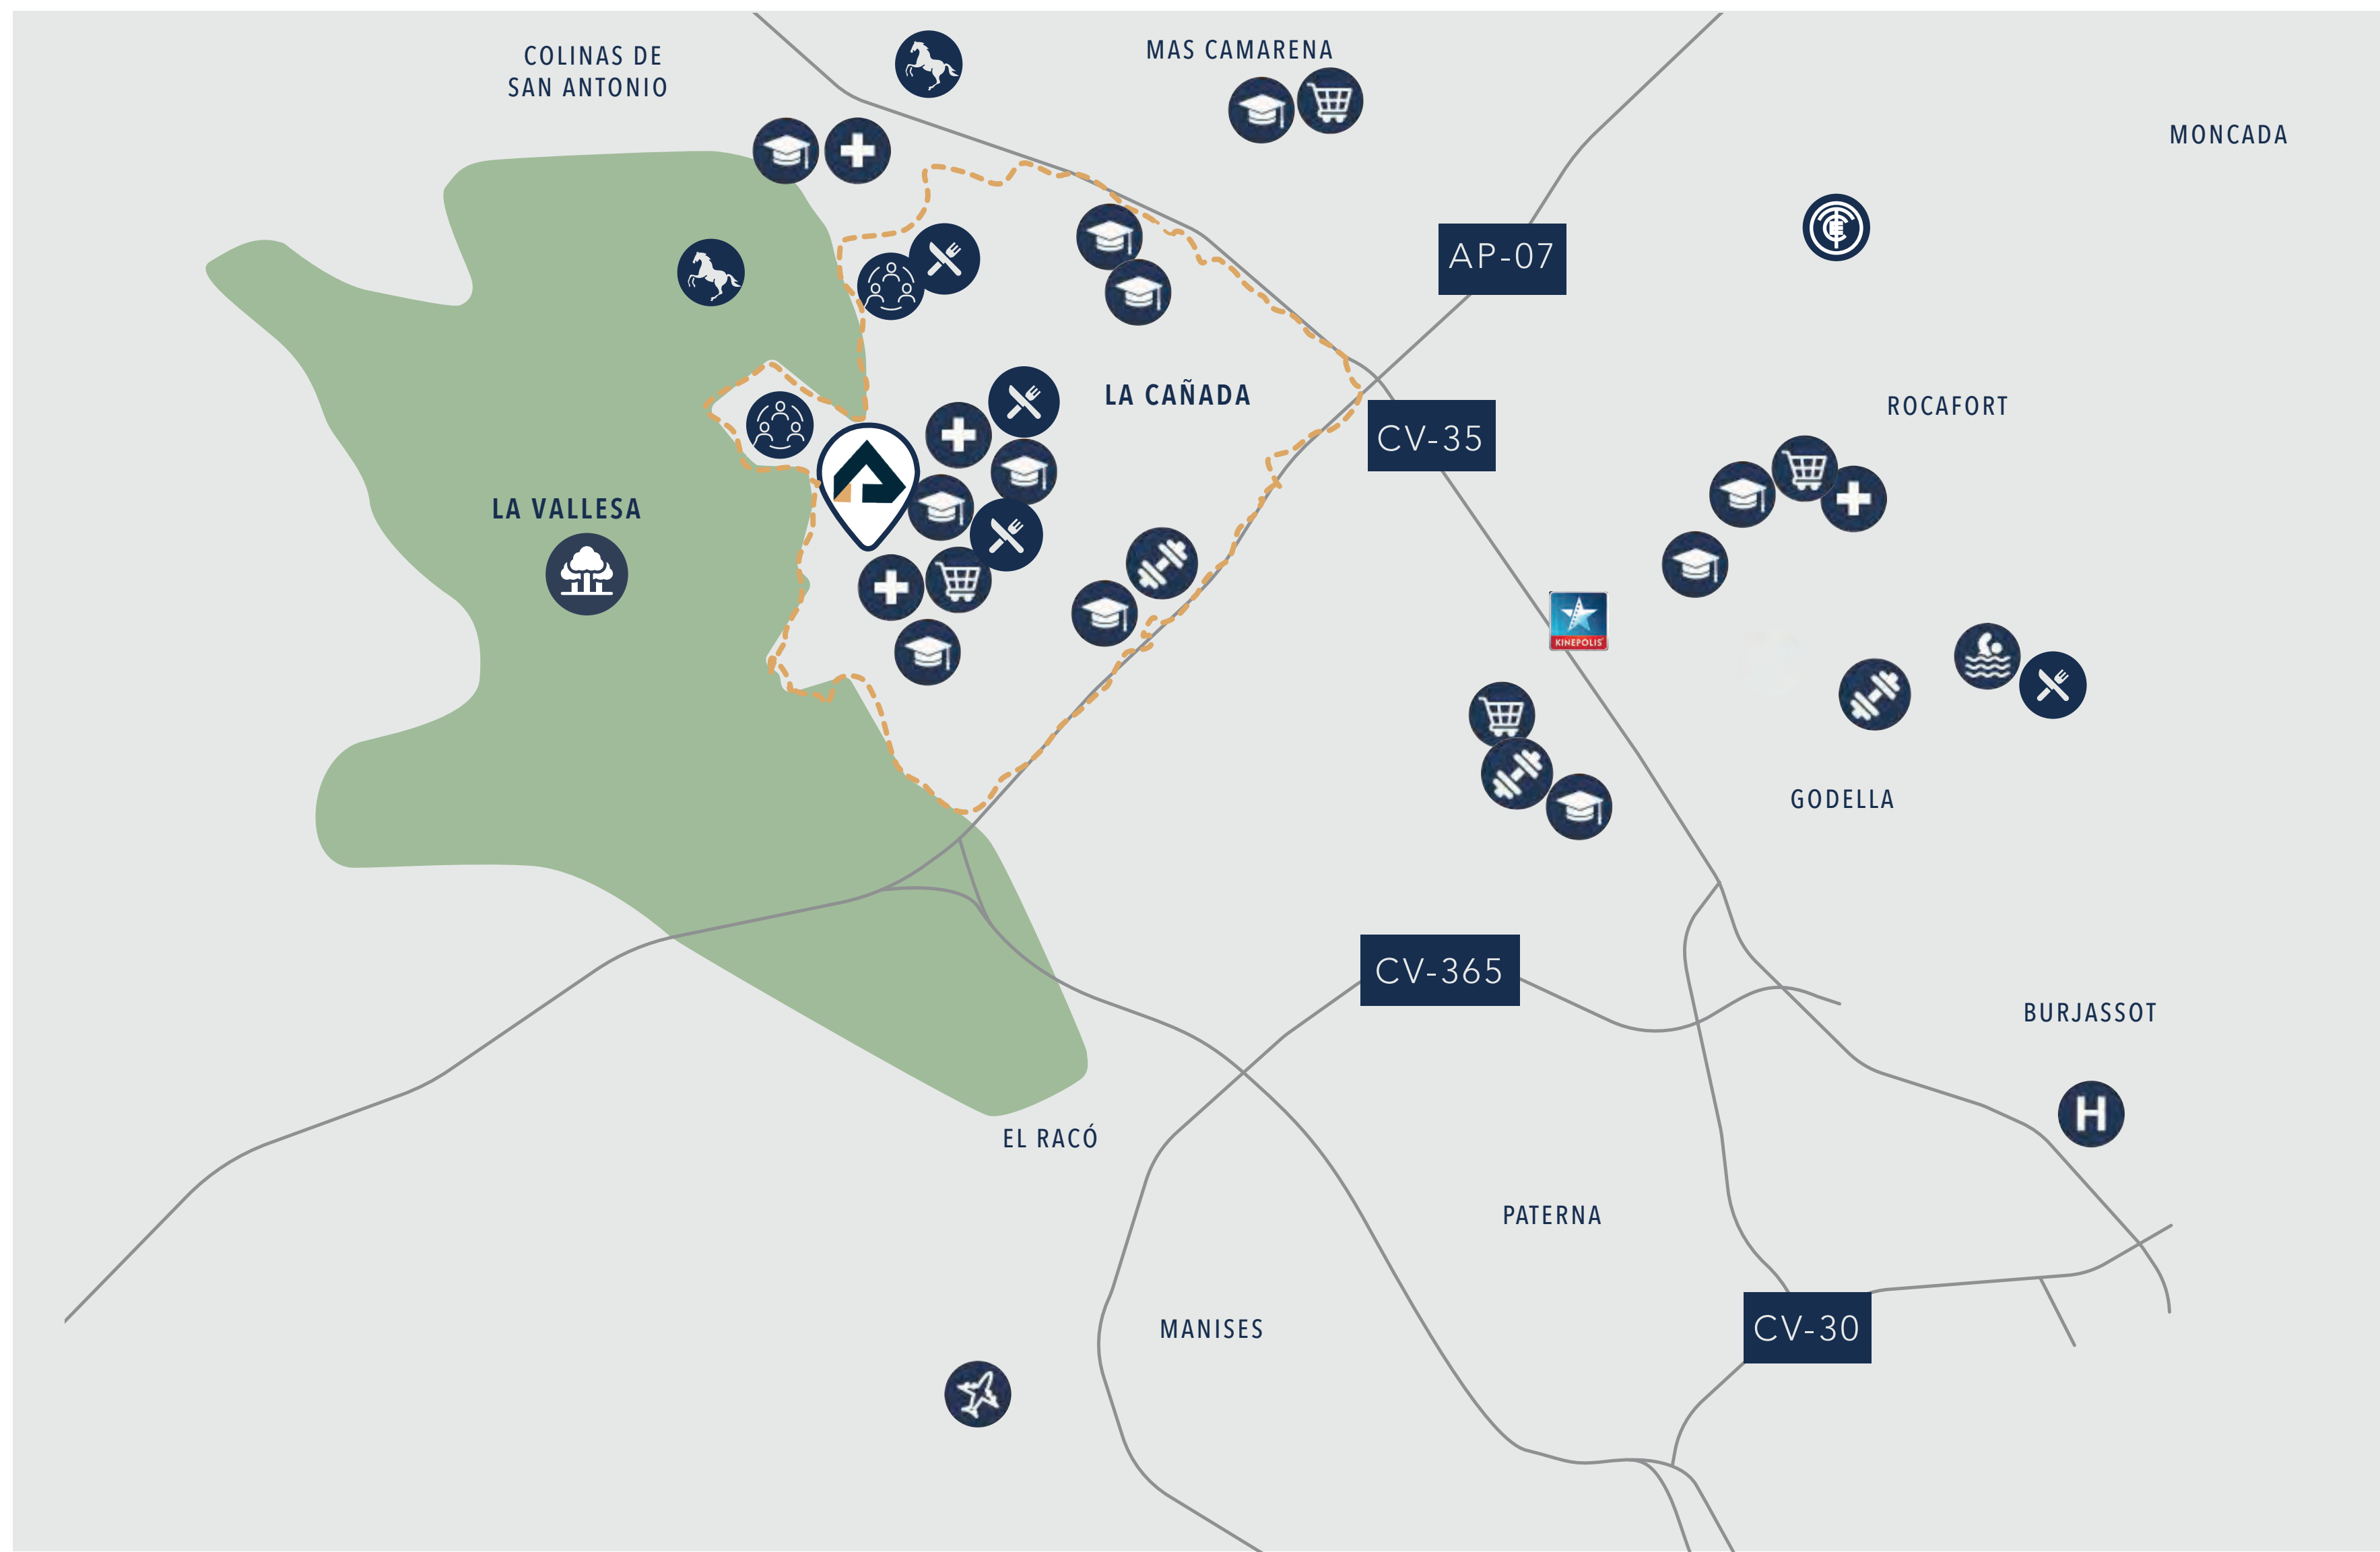 COLINAS DE
SAN ANTONIO
MAS CAMARENA
MONCADA
AP-07
LA CAÑADA
CV-35
ROCAFORT
LA VALLESA
KINEPOLIS
GODELLA
CV-365
BURJASSOT
H
EL RACÓ
PATERNA
MANISES
CV-30